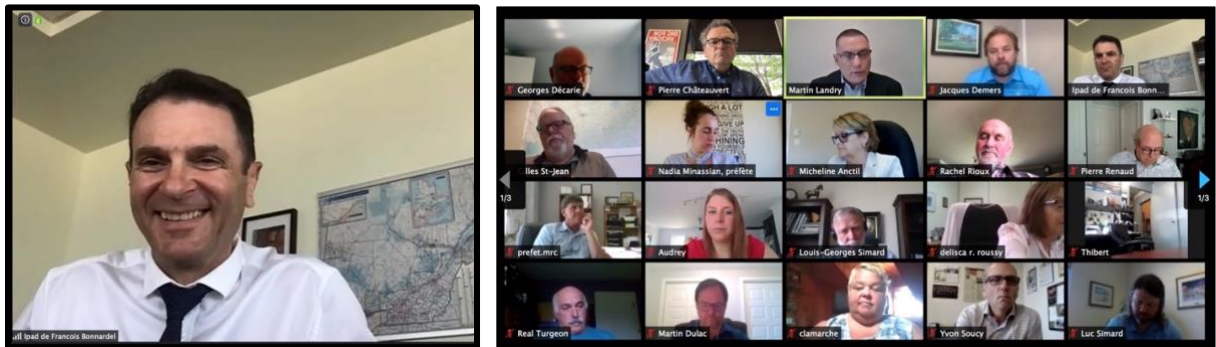 Ipad de Francois Bonnardel
Georges Décarie
Pierre Châteauvert
Martin Landry
Jacques Demers
Ipad de Francois Bonn...
lles St-Jean
Nadia Minassian, préfète
Micheline Anctil
Rachel Rioux
Pierre Renaud
1/3
1/3
prefet.mrc
Audrey
Louis-Georges Simard
delisca r. roussy
Thibert
Real Turgeon
Martin Dulac
clamarche
Yvon Soucy
Luc Simard